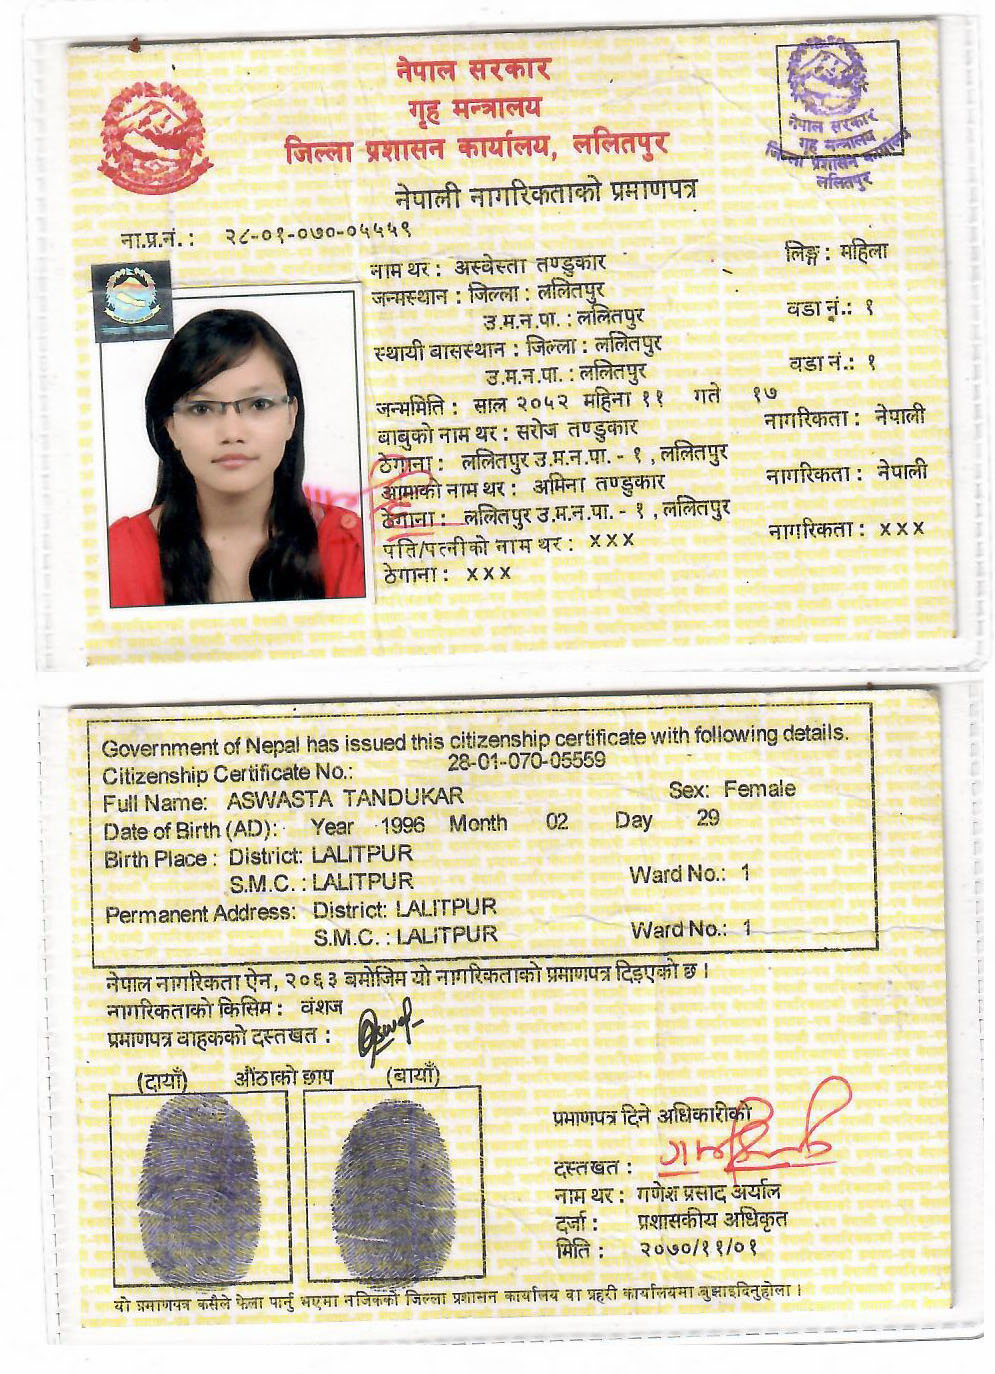 नेपाल सरकार
गृह मन्त्रालय
जिल्ला प्रशासन कार्यालय, ललितपुर
नेपाल सरकार
गृह मन्त्रालय
जिल्ला प्रशासन कार्यालय
ललितपुर
नेपाली नागरिकताको प्रमाणपत्र
ना.प्र.नं. : २८-०१-०७०-०५५५९
नाम थर : अस्वेस्ता तण्डुकार लिङ्ग : महिला
जन्मस्थान : जिल्ला : ललितपुर
उ.म.न.पा. : ललितपुर वडा नं.: १
स्थायी बासस्थान : जिल्ला : ललितपुर
उ.म.न.पा. : ललितपुर वडा नं.: १
जन्ममिति : साल २०५२ महिना ११ गते १७
बाबुको नाम थर : सरोज तण्डुकार नागरिकता : नेपाली
ठेगाना : ललितपुर उ.म.न.पा. - १ , ललितपुर
आमाको नाम थर : अमिना तण्डुकार नागरिकता : नेपाली
ठेगाना : ललितपुर उ.म.न.पा. - १ , ललितपुर
पति/पत्नीको नाम थर : xxx नागरिकता : xxx
ठेगाना : xxx
Government of Nepal has issued this citizenship certificate with following details.
Citizenship Certificate No.: 28-01-070-05559
Full Name: ASWASTA TANDUKAR Sex: Female
Date of Birth (AD): Year 1996 Month 02 Day 29
Birth Place : District: LALITPUR
S.M.C. : LALITPUR Ward No.: 1
Permanent Address: District: LALITPUR
S.M.C. : LALITPUR Ward No.: 1
नेपाल नागरिकता ऐन, २०६३ बमोजिम यो नागरिकताको प्रमाणपत्र दिइएको छ ।
नागरिकताको किसिम : वंशज
प्रमाणपत्र वाहकको दस्तखत :
(दायाँ) औंठाको छाप (बायाँ)
प्रमाणपत्र दिने अधिकारीको
दस्तखत :
नाम थर : गणेश प्रसाद अर्याल
दर्जा : प्रशासकीय अधिकृत
मिति : २०७०/११/०१
यो प्रमाणपत्र कसैले फेला पार्नु भएमा नजिकको जिल्ला प्रशासन कार्यालय वा प्रहरी कार्यालयमा बुझाइदिनुहोला ।